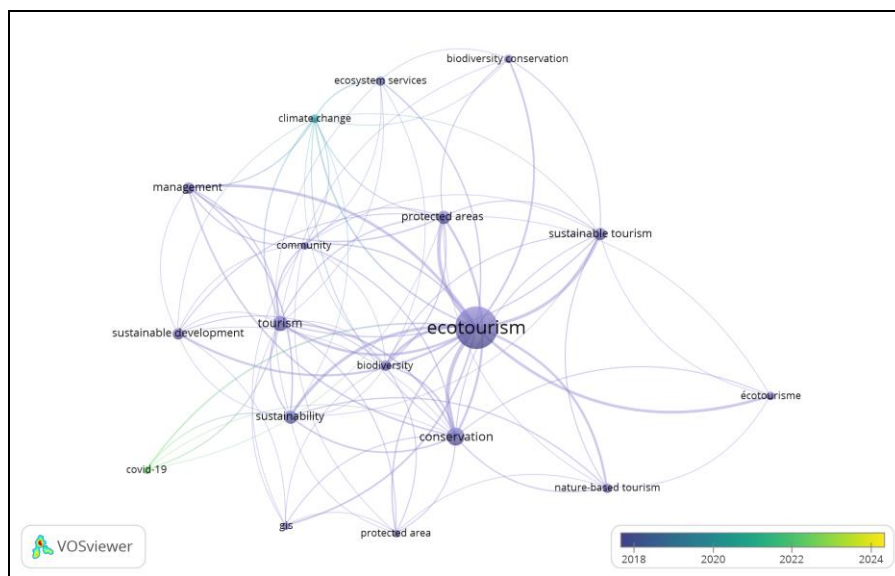 biodiversity conservation
ecosystem services
climate change
management
protected areas
sustainable tourism
community
tourism
ecotourism
sustainable development
biodiversity
écotourisme
sustainability
conservation
covid-19
nature-based tourism
gis
protected area
VOSviewer
2018 2020 2022 2024